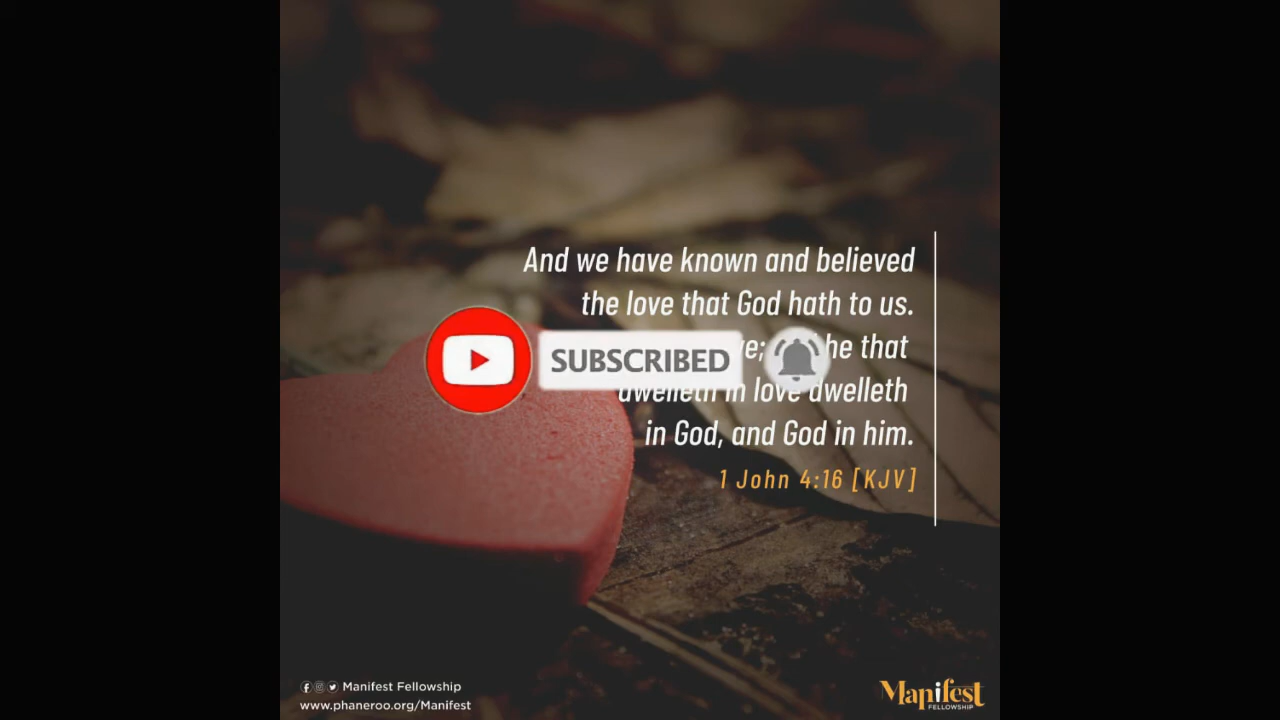 And we have known and believed
the love that God hath to us.
he that
dwelleth in love dwelleth
in God, and God in him.
1 John 4:16 [KJV]
SUBSCRIBED
Manifest Fellowship
www.phaneroo.org/Manifest
Manifest
FELLOWSHIP